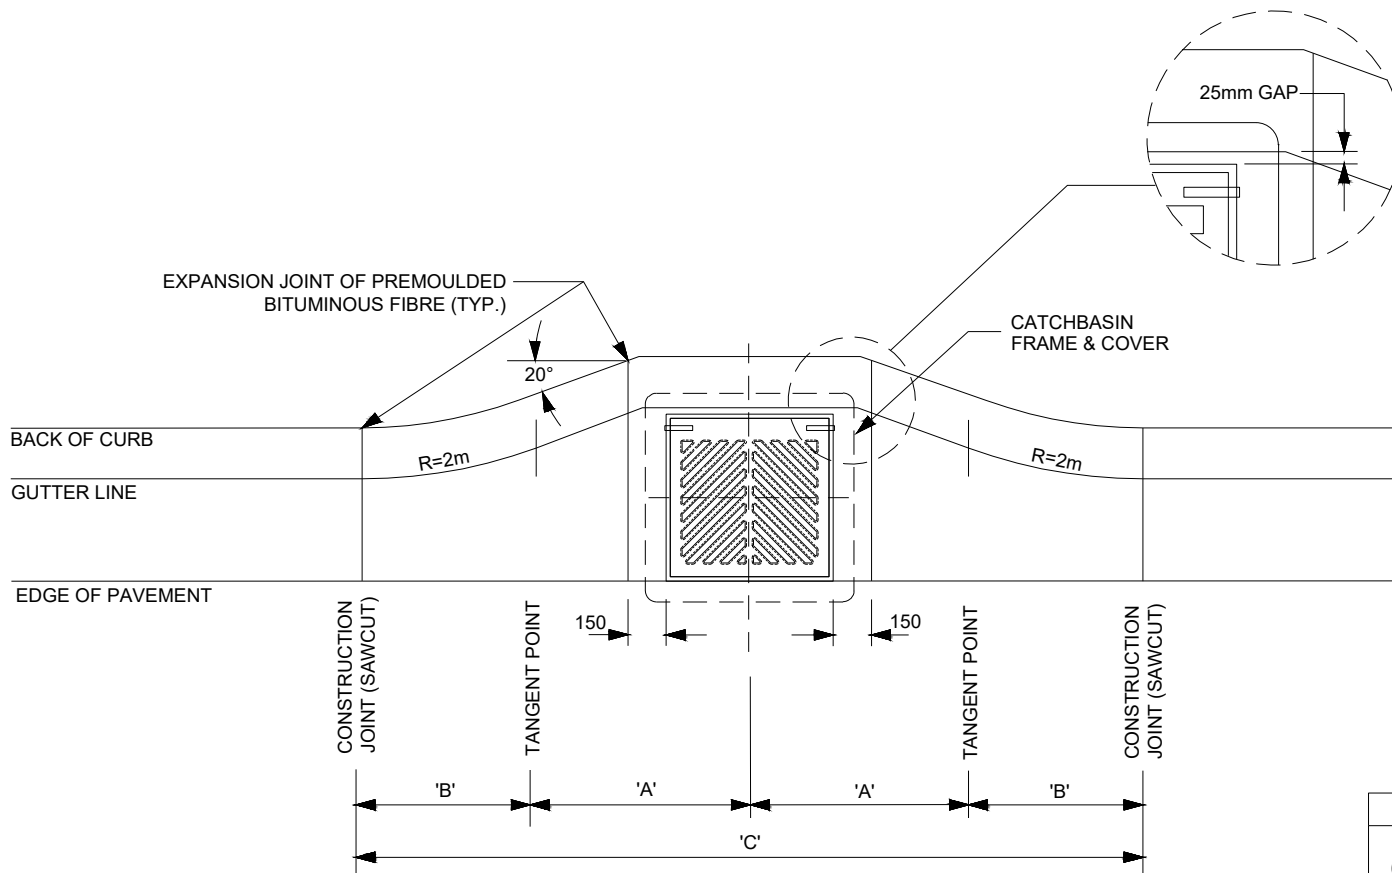 25mm GAP
EXPANSION JOINT OF PREMOULDED
BITUMINOUS FIBRE (TYP.)
CATCHBASIN
FRAME & COVER
20°
BACK OF CURB
R=2m
R=2m
GUTTER LINE
EDGE OF PAVEMENT
150
150
CONSTRUCTION
JOINT (SAWCUT)
TANGENT POINT
TANGENT POINT
CONSTRUCTION
JOINT (SAWCUT)
'B'
'A'
'A'
'B'
'C'